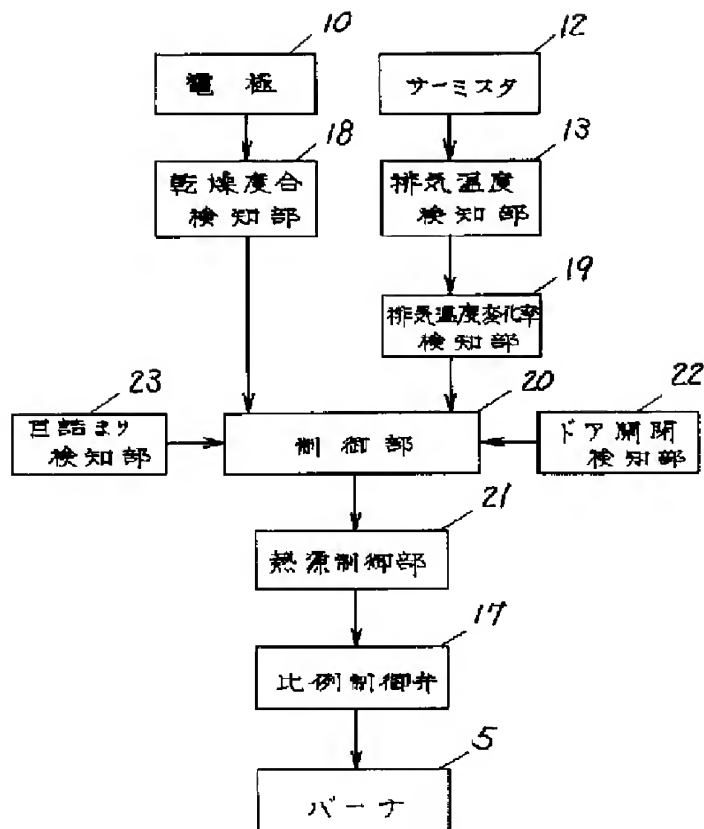 10
電極
12
サーミスタ
18
乾燥度合
検知部
13
排気温度
検知部
19
排気温度変化率
検知部
23
目詰まり
検知部
20
制御部
22
ドア開閉
検知部
21
熱源制御部
17
比例制御弁
5
バーナ